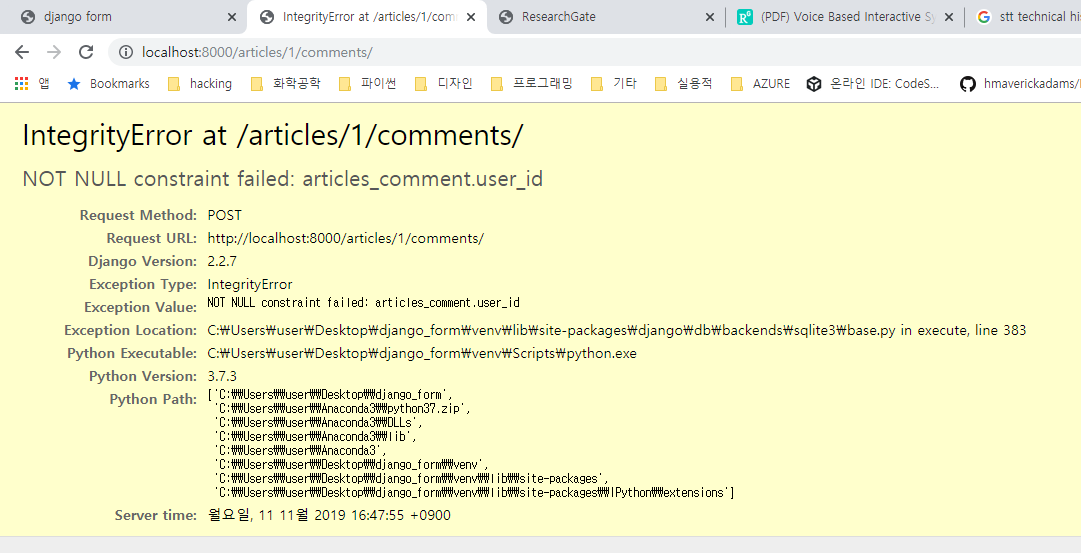 django form
IntegrityError at /articles/1/comm
ResearchGate
(PDF) Voice Based Interactive Sy
stt technical his
localhost:8000/articles/1/comments/
앱 Bookmarks hacking 화학공학 파이썬 디자인 프로그래밍 기타 실용적 AZURE 온라인 IDE: CodeS... hmaverickadams/
IntegrityError at /articles/1/comments/
NOT NULL constraint failed: articles_comment.user_id
Request Method: POST
Request URL: http://localhost:8000/articles/1/comments/
Django Version: 2.2.7
Exception Type: IntegrityError
Exception Value: NOT NULL constraint failed: articles_comment.user_id
Exception Location: C:₩Users₩user₩Desktop₩django_form₩venv₩lib₩site-packages₩django₩db₩backends₩sqlite3₩base.py in execute, line 383
Python Executable: C:₩Users₩user₩Desktop₩django_form₩venv₩Scripts₩python.exe
Python Version: 3.7.3
Python Path: ['C:₩₩Users₩₩user₩₩Desktop₩₩django_form',
'C:₩₩Users₩₩user₩₩Anaconda3₩₩python37.zip',
'C:₩₩Users₩₩user₩₩Anaconda3₩₩DLLs',
'C:₩₩Users₩₩user₩₩Anaconda3₩₩lib',
'C:₩₩Users₩₩user₩₩Anaconda3',
'C:₩₩Users₩₩user₩₩Desktop₩₩django_form₩₩venv',
'C:₩₩Users₩₩user₩₩Desktop₩₩django_form₩₩venv₩₩lib₩₩site-packages',
'C:₩₩Users₩₩user₩₩Desktop₩₩django_form₩₩venv₩₩lib₩₩site-packages₩₩IPython₩₩extensions']
Server time: 월요일, 11 11월 2019 16:47:55 +0900